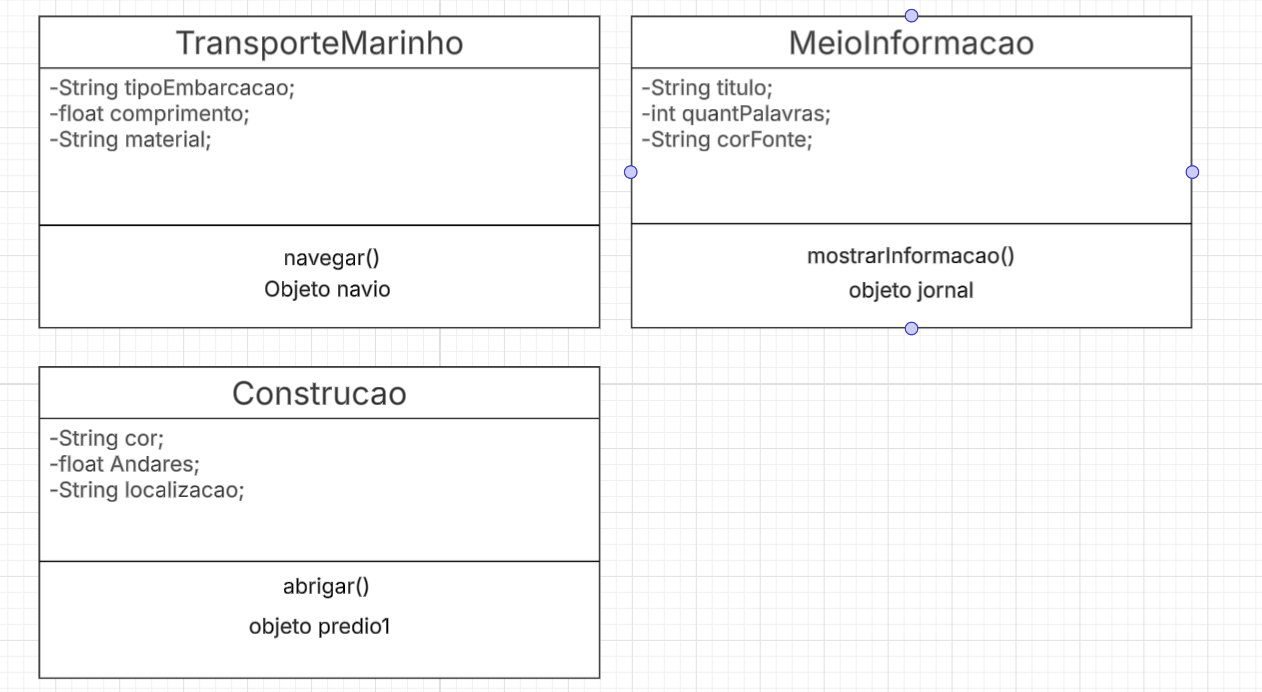 TransporteMarinho
-String tipoEmbarcacao;
-float comprimento;
-String material;
navegar()
Objeto navio
MeioInformacao
-String titulo;
-int quantPalavras;
-String corFonte;
mostrarInformacao()
objeto jornal
Construcao
-String cor;
-float Andares;
-String localizacao;
abrigar()
objeto predio1